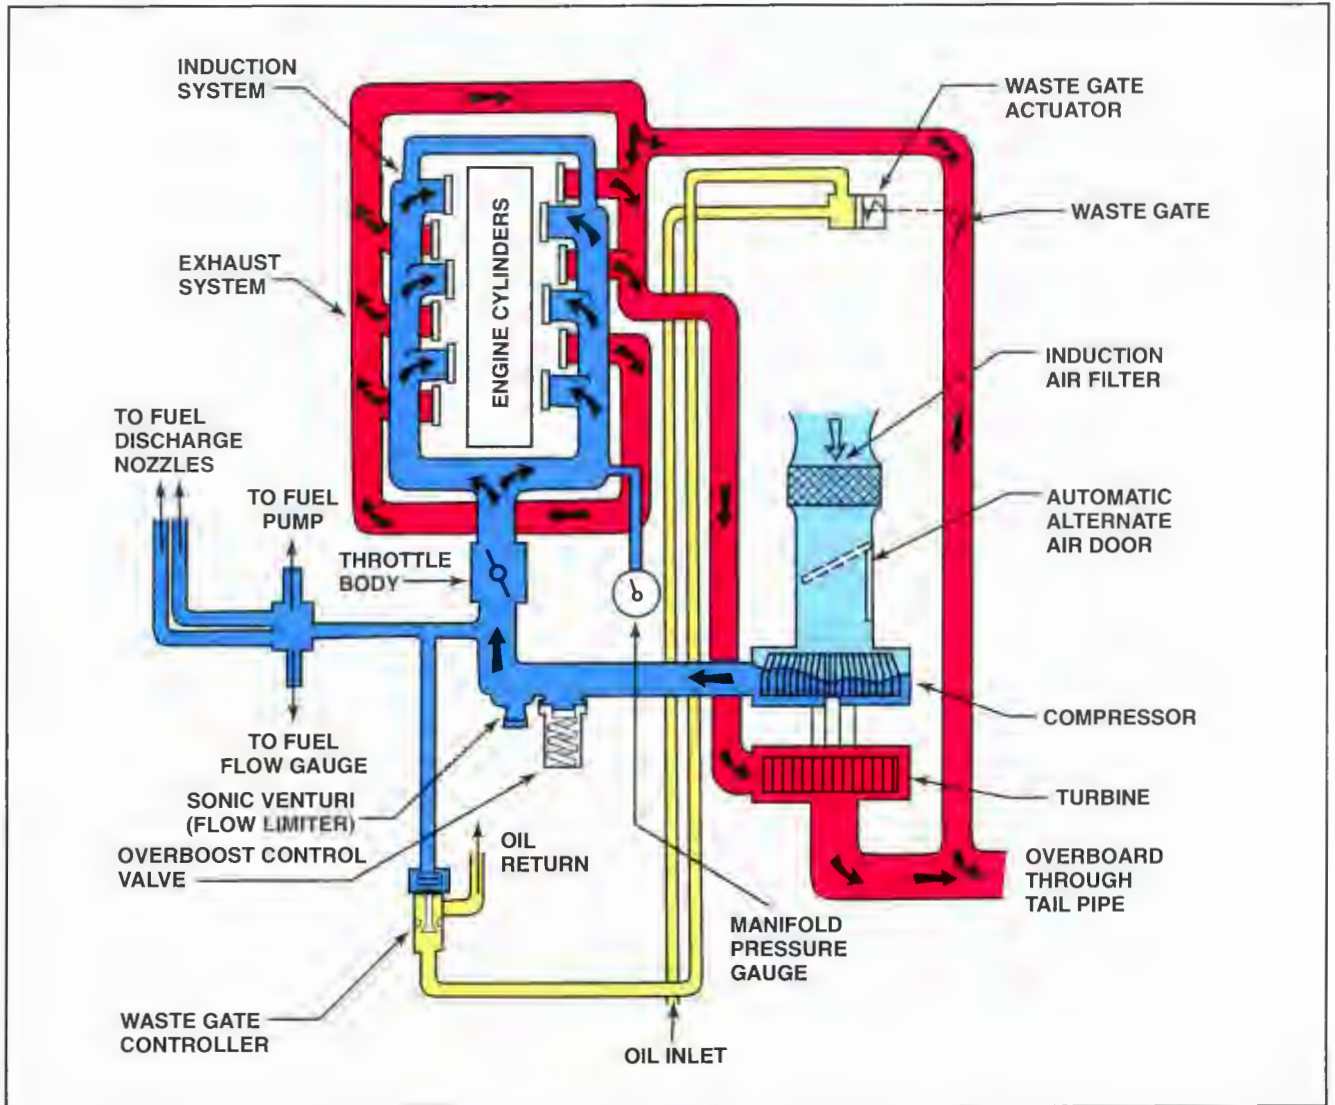 INDUCTION
SYSTEM
WASTE GATE
ACTUATOR
WASTE GATE
EXHAUST
SYSTEM
ENGINE CYLINDERS
INDUCTION
AIR FILTER
TO FUEL
DISCHARGE
NOZZLES
TO FUEL
PUMP
AUTOMATIC
ALTERNATE
AIR DOOR
THROTTLE
BODY
COMPRESSOR
TO FUEL
FLOW GAUGE
SONIC VENTURI
(FLOW LIMITER)
TURBINE
OVERBOOST CONTROL
VALVE
OIL
RETURN
OVERBOARD
THROUGH
TAIL PIPE
MANIFOLD
PRESSURE
GAUGE
WASTE GATE
CONTROLLER
OIL INLET